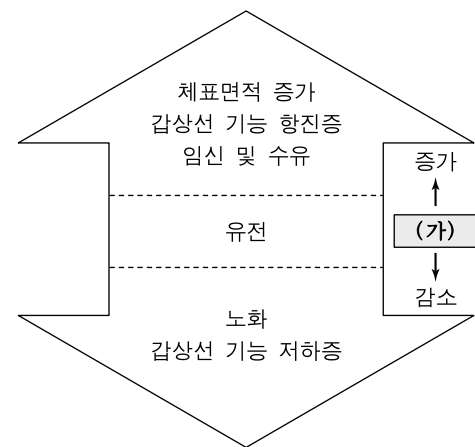 체표면적 증가
갑상선 기능 항진증
임신 및 수유
증가
유전
(가)
감소
노화
갑상선 기능 저하증